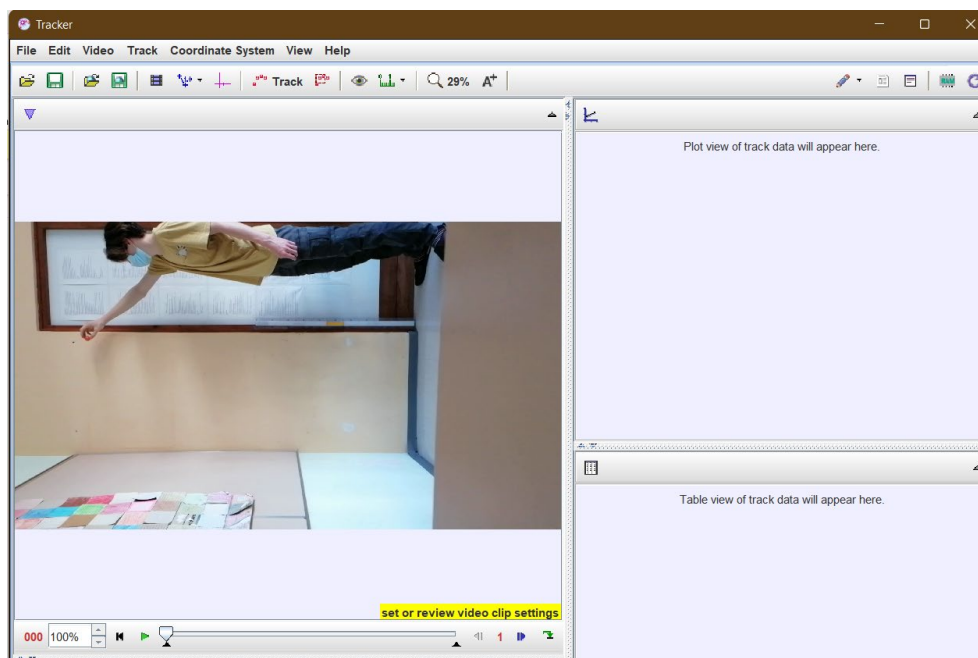 Tracker
File Edit Video Track Coordinate System View Help
Track 29% A+
Plot view of track data will appear here.
Table view of track data will appear here.
set or review video clip settings
000 100% 1